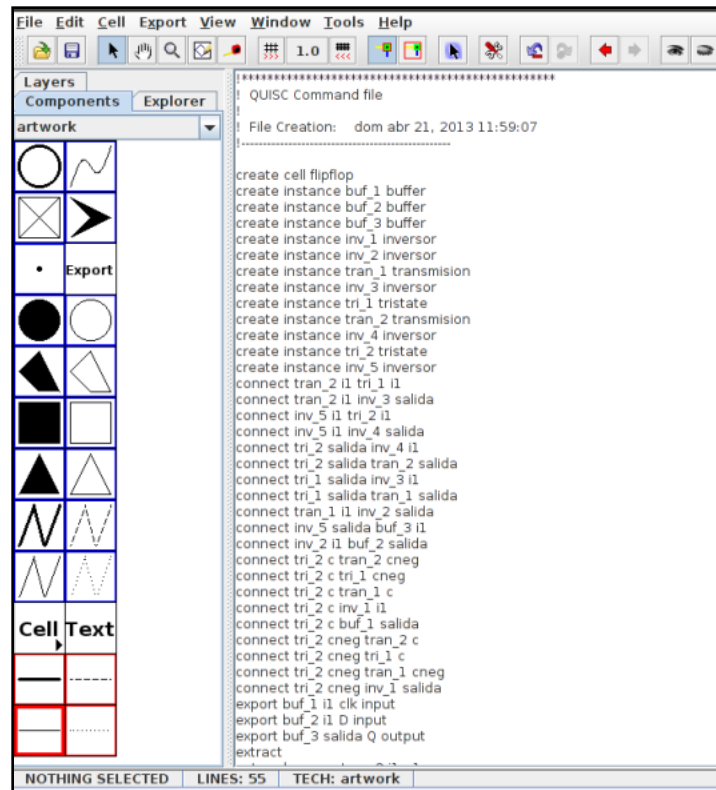 File Edit Cell Export View Window Tools Help
1.0
Layers
Components Explorer
artwork
Export
Cell Text
!************************************************
! QUISC Command file
!
! File Creation: dom abr 21, 2013 11:59:07
!-------------------------------------------------
create cell flipflop
create instance buf_1 buffer
create instance buf_2 buffer
create instance buf_3 buffer
create instance inv_1 inversor
create instance inv_2 inversor
create instance tran_1 transmision
create instance inv_3 inversor
create instance tri_1 tristate
create instance tran_2 transmision
create instance inv_4 inversor
create instance tri_2 tristate
create instance inv_5 inversor
connect tran_2 i1 tri_1 i1
connect tran_2 i1 inv_3 salida
connect inv_5 i1 tri_2 i1
connect inv_5 i1 inv_4 salida
connect tri_2 salida inv_4 i1
connect tri_2 salida tran_2 salida
connect tri_1 salida inv_3 i1
connect tri_1 salida tran_1 salida
connect tran_1 i1 inv_2 salida
connect inv_5 salida buf_3 i1
connect inv_2 i1 buf_2 salida
connect tri_2 c tran_2 cneg
connect tri_2 c tri_1 cneg
connect tri_2 c tran_1 c
connect tri_2 c inv_1 i1
connect tri_2 c buf_1 salida
connect tri_2 cneg tran_2 c
connect tri_2 cneg tri_1 c
connect tri_2 cneg tran_1 cneg
connect tri_2 cneg inv_1 salida
export buf_1 i1 clk input
export buf_2 i1 D input
export buf_3 salida Q output
extract
NOTHING SELECTED LINES: 55 TECH: artwork